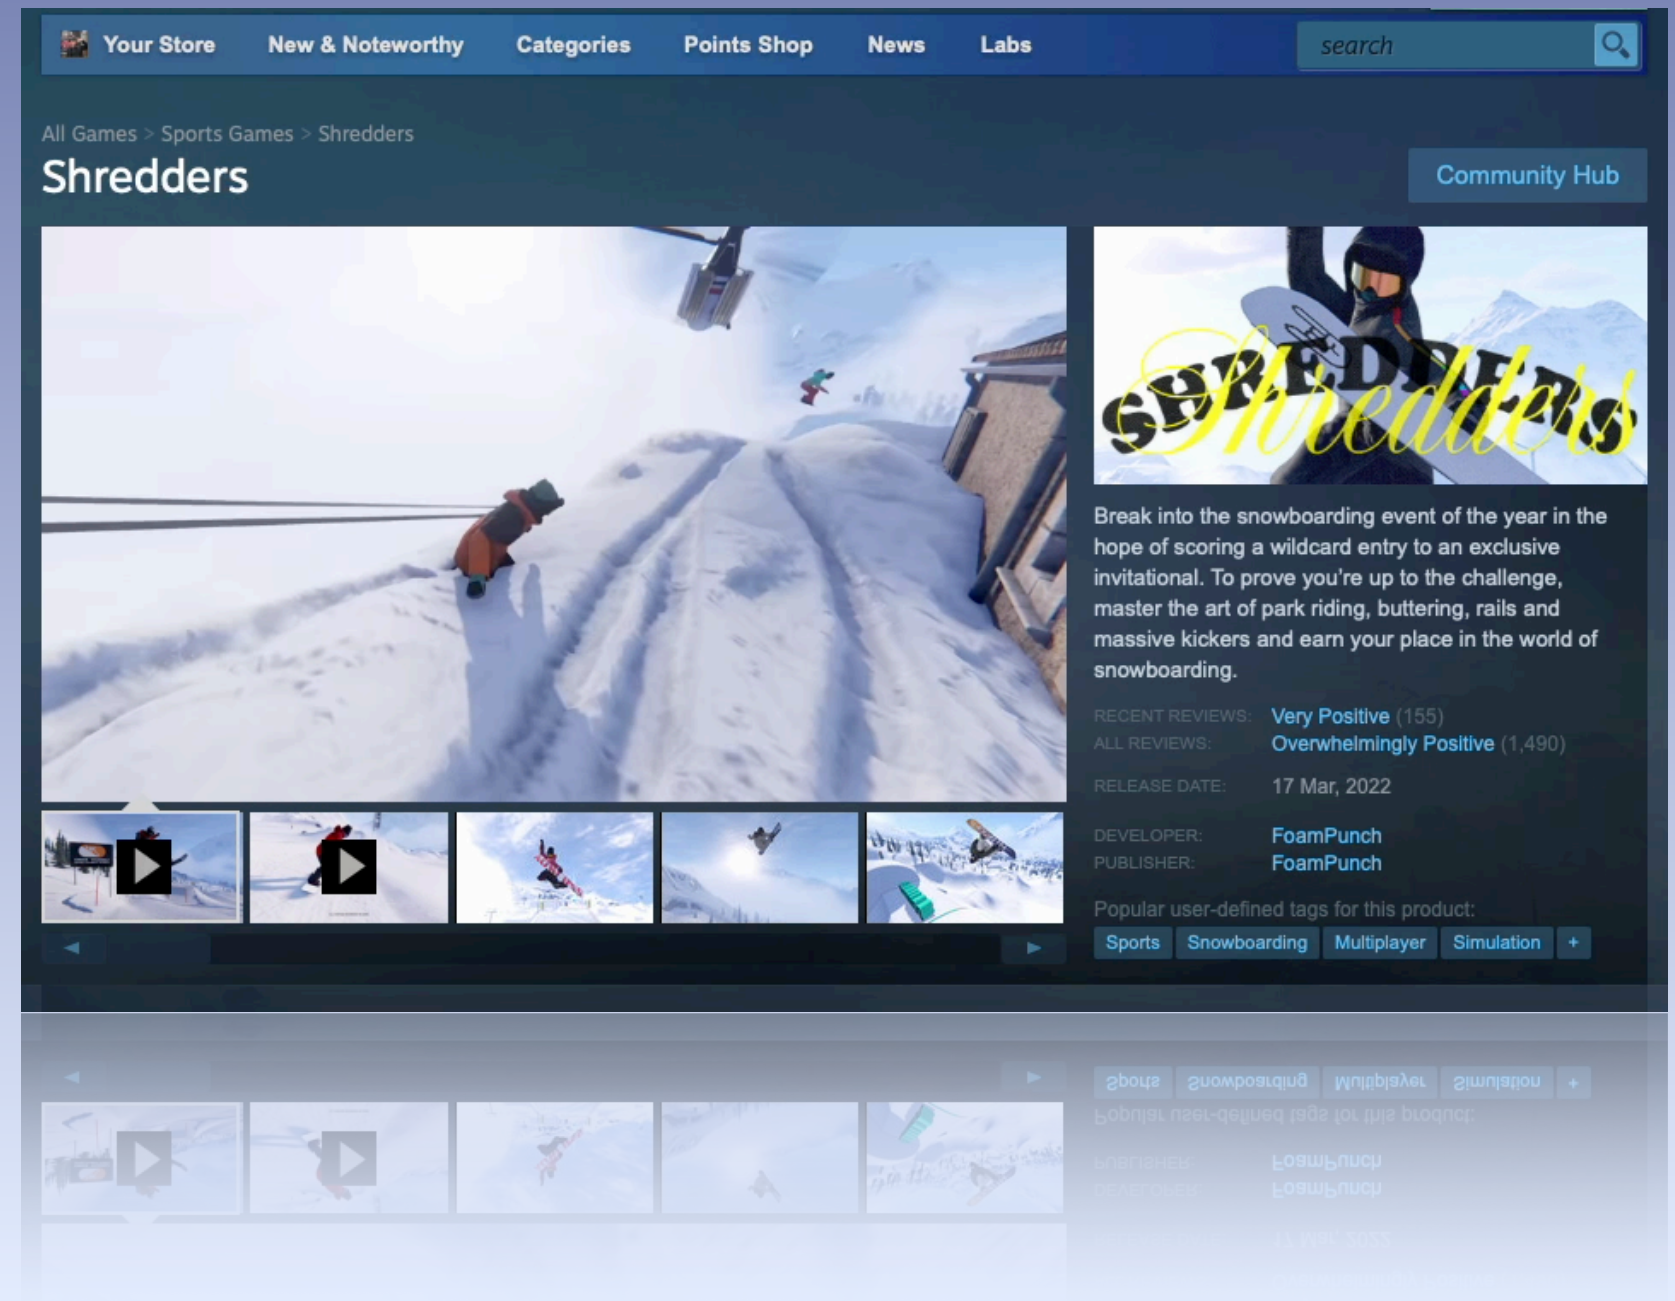 Your Store New & Noteworthy Categories Points Shop News Labs search
All Games > Sports Games > Shredders
Shredders
Community Hub
SHREDDERS
Shredders
Break into the snowboarding event of the year in the
hope of scoring a wildcard entry to an exclusive
invitational. To prove you're up to the challenge,
master the art of park riding, buttering, rails and
massive kickers and earn your place in the world of
snowboarding.
RECENT REVIEWS: Very Positive (155)
ALL REVIEWS: Overwhelmingly Positive (1,490)
RELEASE DATE: 17 Mar, 2022
DEVELOPER: FoamPunch
PUBLISHER: FoamPunch
Popular user-defined tags for this product:
Sports Snowboarding Multiplayer Simulation +